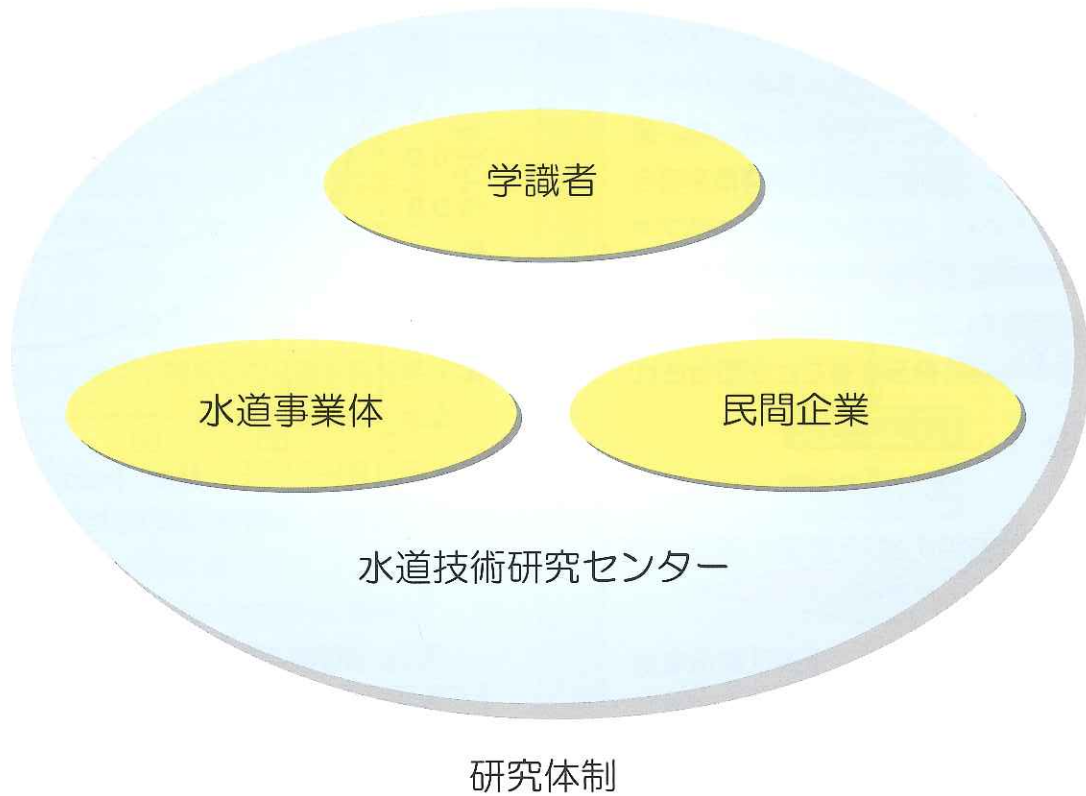 学識者
水道事業体
民間企業
水道技術研究センター
研究体制